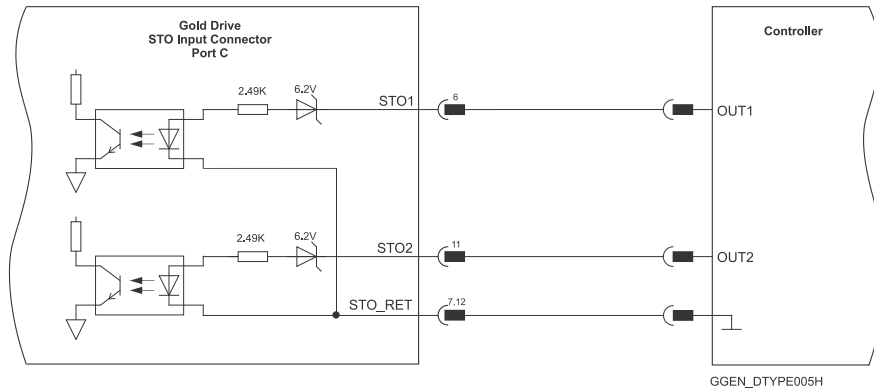 Gold Drive
STO Input Connector
Port C
Controller
2.49K
6.2V
STO1
6
OUT1
2.49K
6.2V
STO2
11
OUT2
STO_RET
7,12
GGEN_DTYPE005H